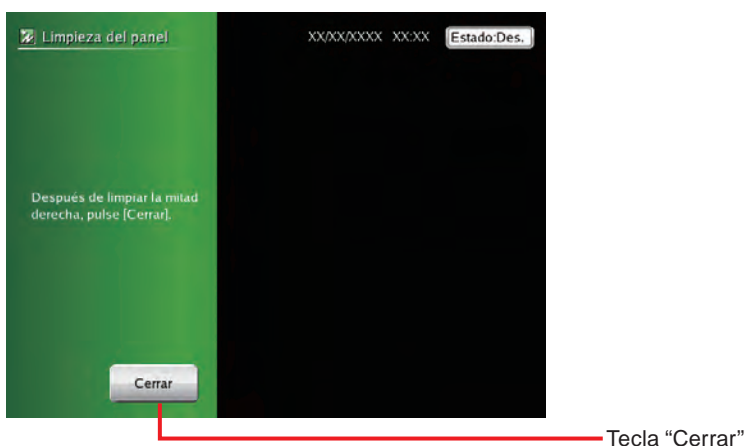 Limpieza del panel
XX/XX/XXXX XX:XX
Estado:Des.
Después de limpiar la mitad
derecha, pulse [Cerrar].
Cerrar
Tecla “Cerrar”